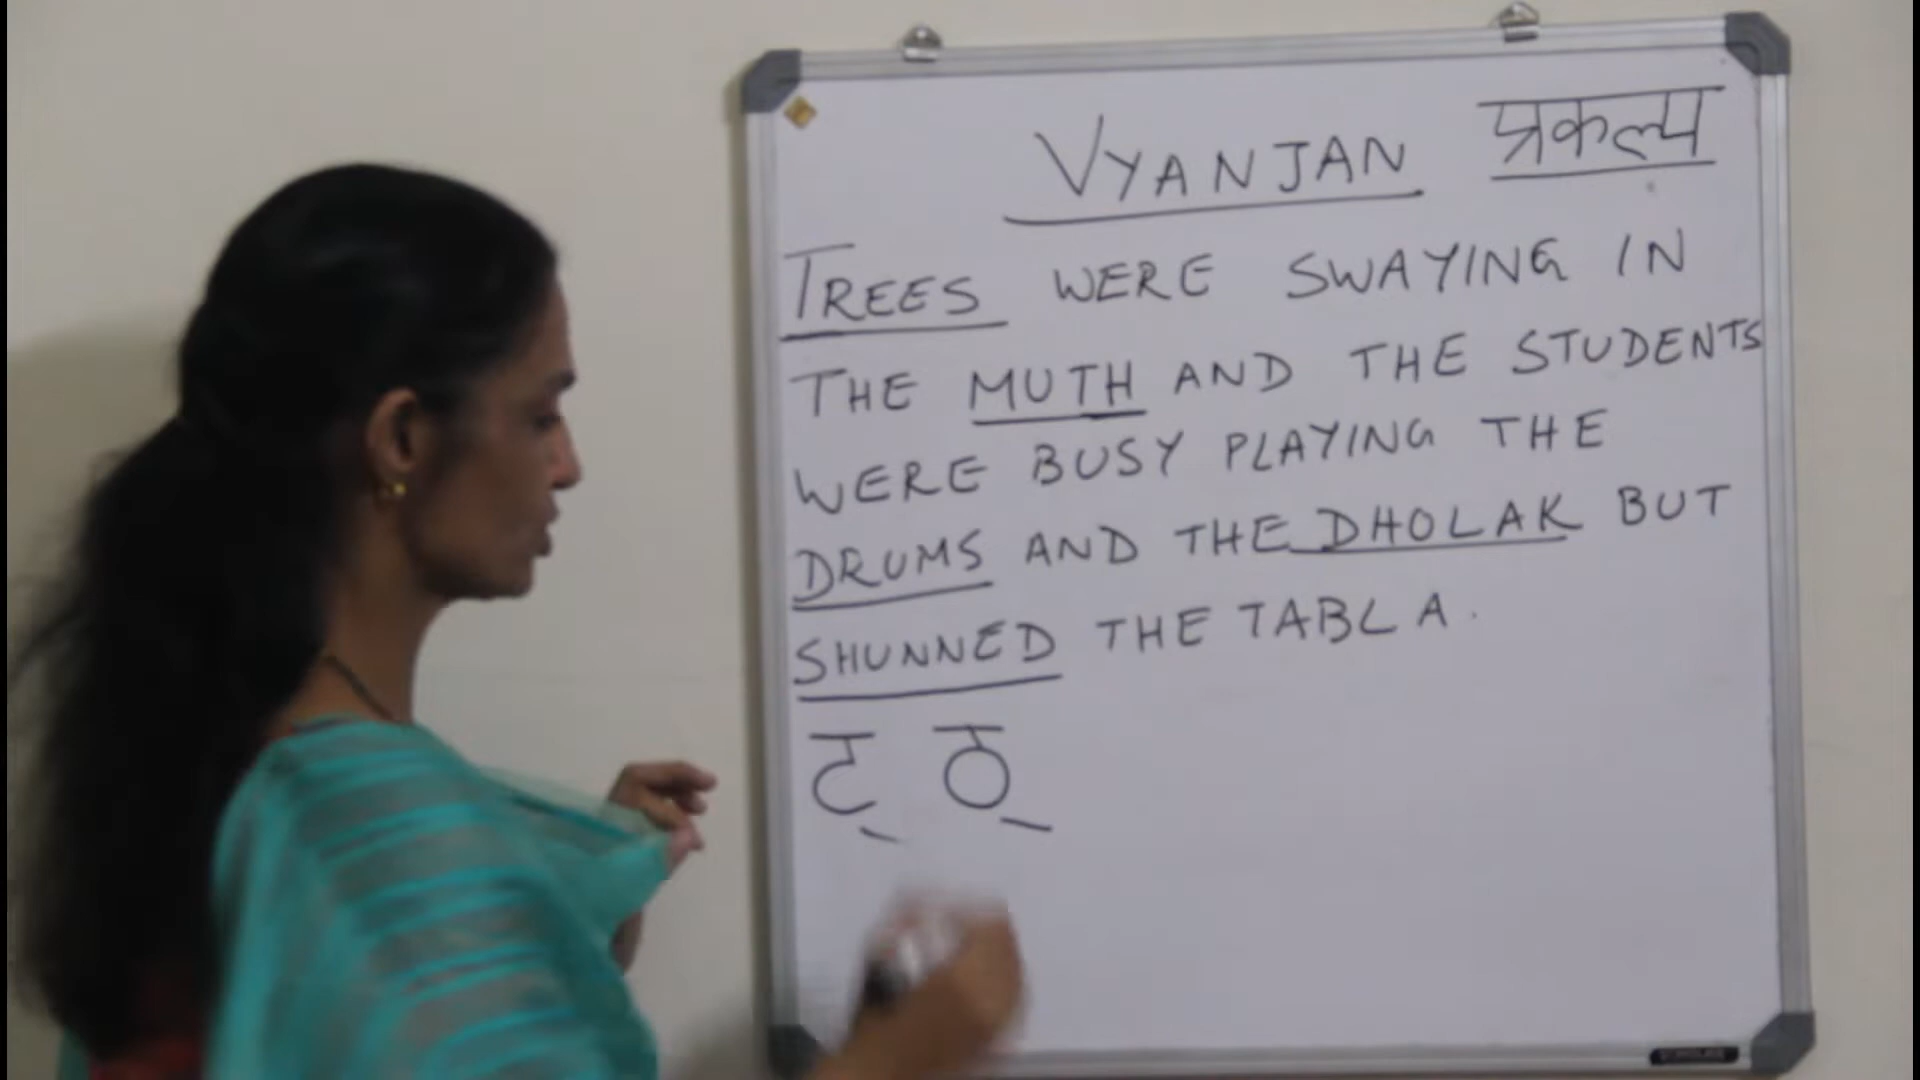 VYANJAN प्रकल्प
TREES WERE SWAYING IN
THE MUTH AND THE STUDENTS
WERE BUSY PLAYING THE
DRUMS AND THE DHOLAK BUT
SHUNNED THE TABLA.
ट् ठ्